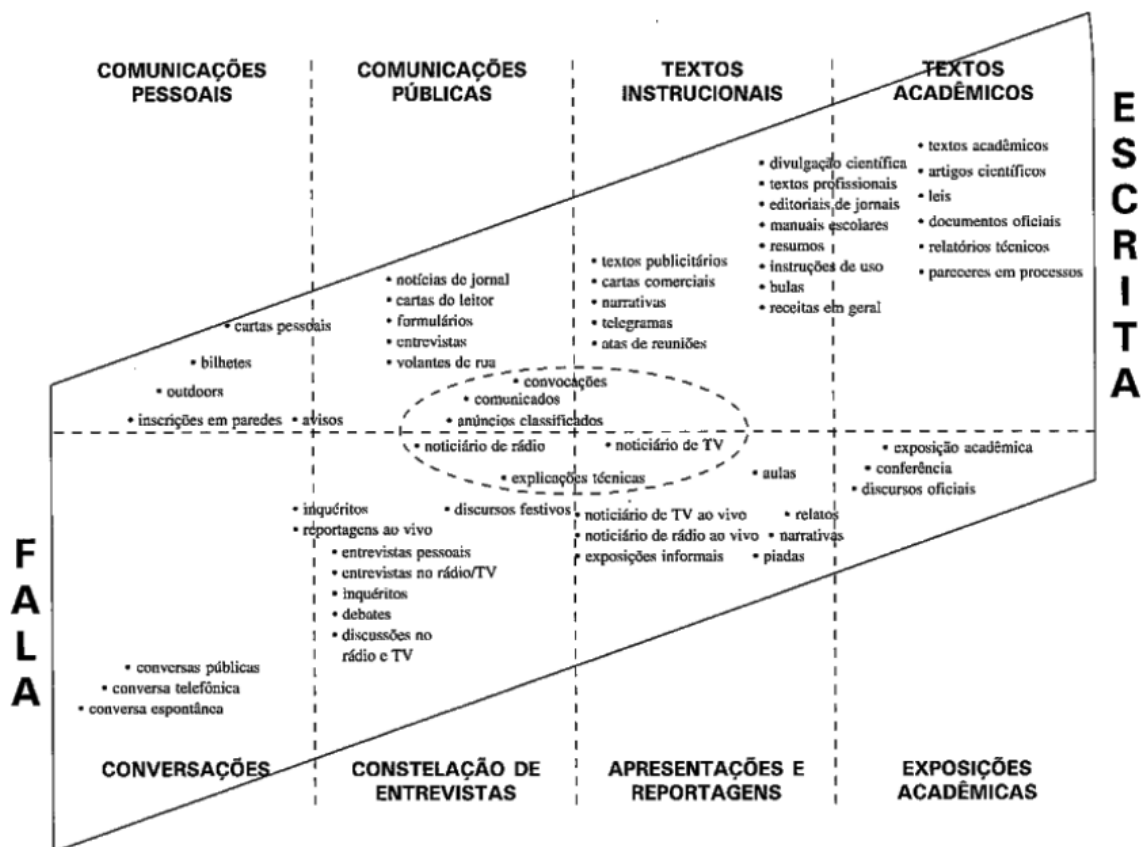 COMUNICAÇÕES
PESSOAIS
COMUNICAÇÕES
PÚBLICAS
TEXTOS
INSTRUCIONAIS
TEXTOS
ACADÊMICOS
ESCRITA
• textos acadêmicos
• artigos científicos
• leis
• documentos oficiais
• relatórios técnicos
• pareceres em processos
• divulgação científica
• textos profissionais
• editoriais de jornais
• manuais escolares
• resumos
• instruções de uso
• bulas
• receitas em geral
• textos publicitários
• cartas comerciais
• narrativas
• telegramas
• atas de reuniões
• notícias de jornal
• cartas do leitor
• formulários
• entrevistas
• volantes de rua
• cartas pessoais
• bilhetes
• outdoors
• inscrições em paredes • avisos
• convocações
• comunicados
• anúncios classificados
• noticiário de rádio
• noticiário de TV
• explicações técnicas
• aulas
• exposição acadêmica
• conferência
• discursos oficiais
• inquéritos
• reportagens ao vivo
• discursos festivos
• noticiário de TV ao vivo
• noticiário de rádio ao vivo
• exposições informais
• relatos
• narrativas
• piadas
• entrevistas pessoais
• entrevistas no rádio/TV
• inquéritos
• debates
• discussões no
rádio e TV
• conversas públicas
• conversa telefônica
• conversa espontânea
FALA
CONVERSAÇÕES
CONSTELAÇÃO DE
ENTREVISTAS
APRESENTAÇÕES E
REPORTAGENS
EXPOSIÇÕES
ACADÊMICAS